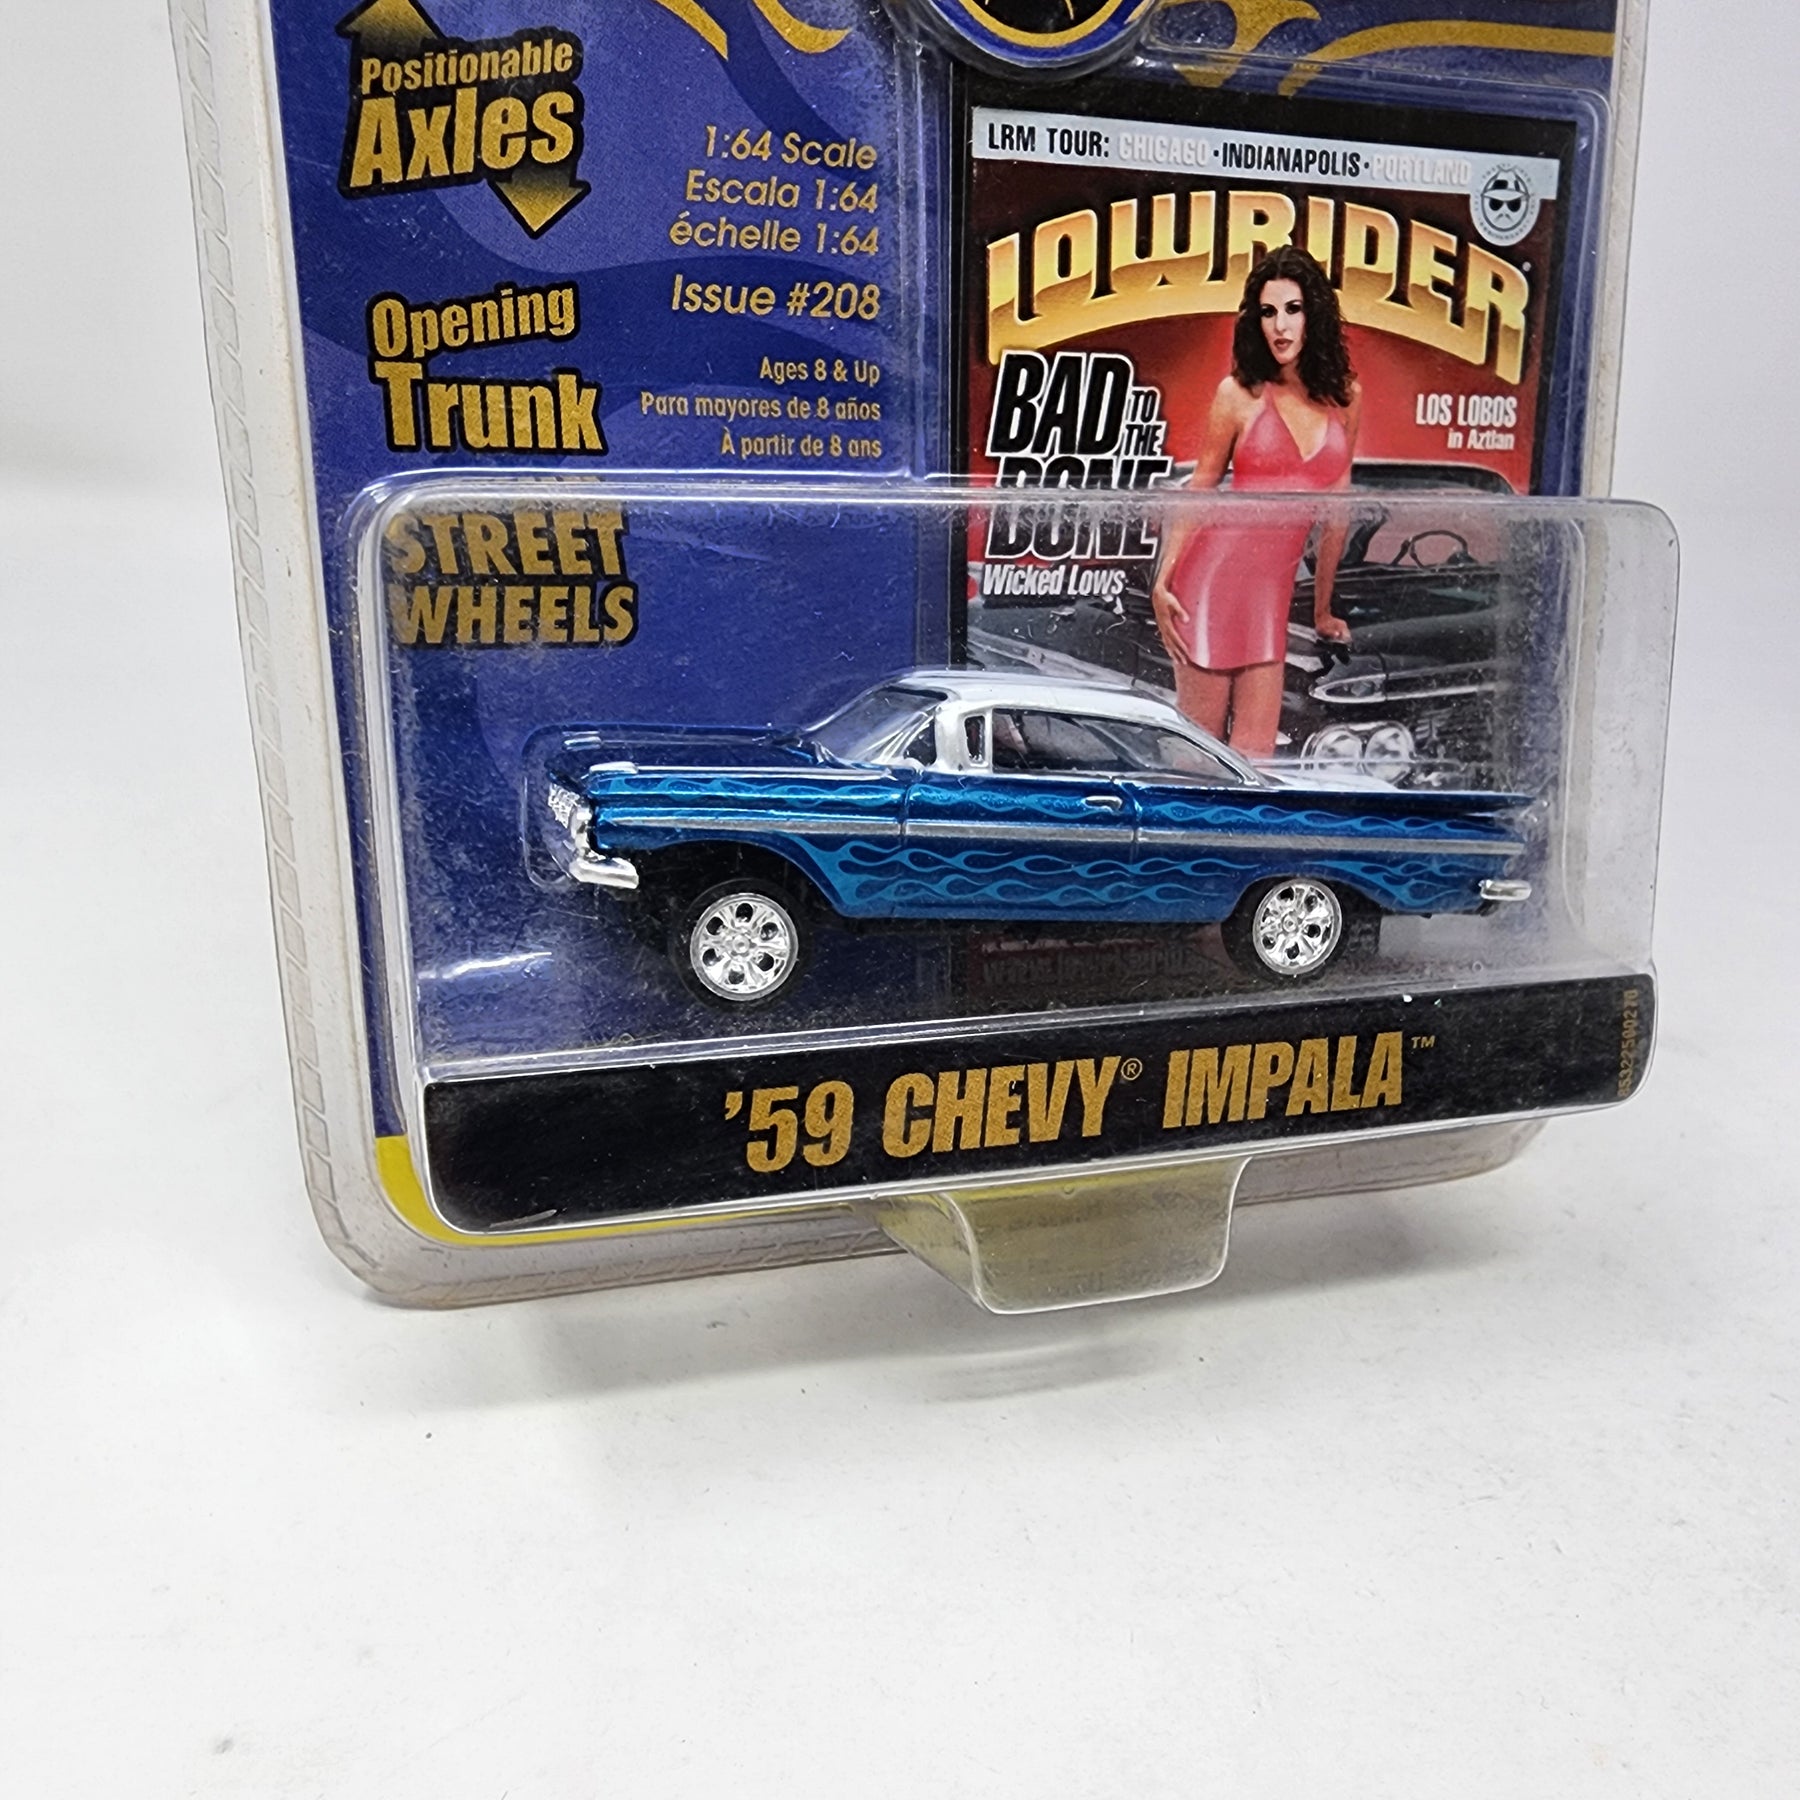 Positionable
Axles
1:64 Scale
Escala 1:64
échelle 1:64
Issue #208
Opening
Trunk
Ages 8 & Up
Para mayores de 8 años
À partir de 8 ans
STREET
WHEELS
LRM TOUR: CHICAGO • INDIANAPOLIS • PORTLAND
LOWRIDER
BAD TO
THE
BONE
Wicked Lows
LOS LOBOS
in Aztlan
'59 CHEVY® IMPALA™